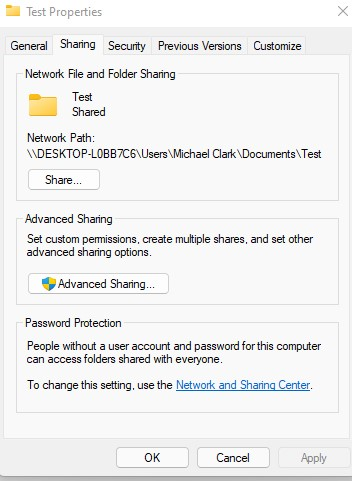 Test Properties
General Sharing Security Previous Versions Customize
Network File and Folder Sharing
Test
Shared
Network Path:
\\DESKTOP-L0BB7C6\Users\Michael Clark\Documents\Test
Share...
Advanced Sharing
Set custom permissions, create multiple shares, and set other
advanced sharing options.
Advanced Sharing...
Password Protection
People without a user account and password for this computer
can access folders shared with everyone.
To change this setting, use the Network and Sharing Center.
OK Cancel Apply